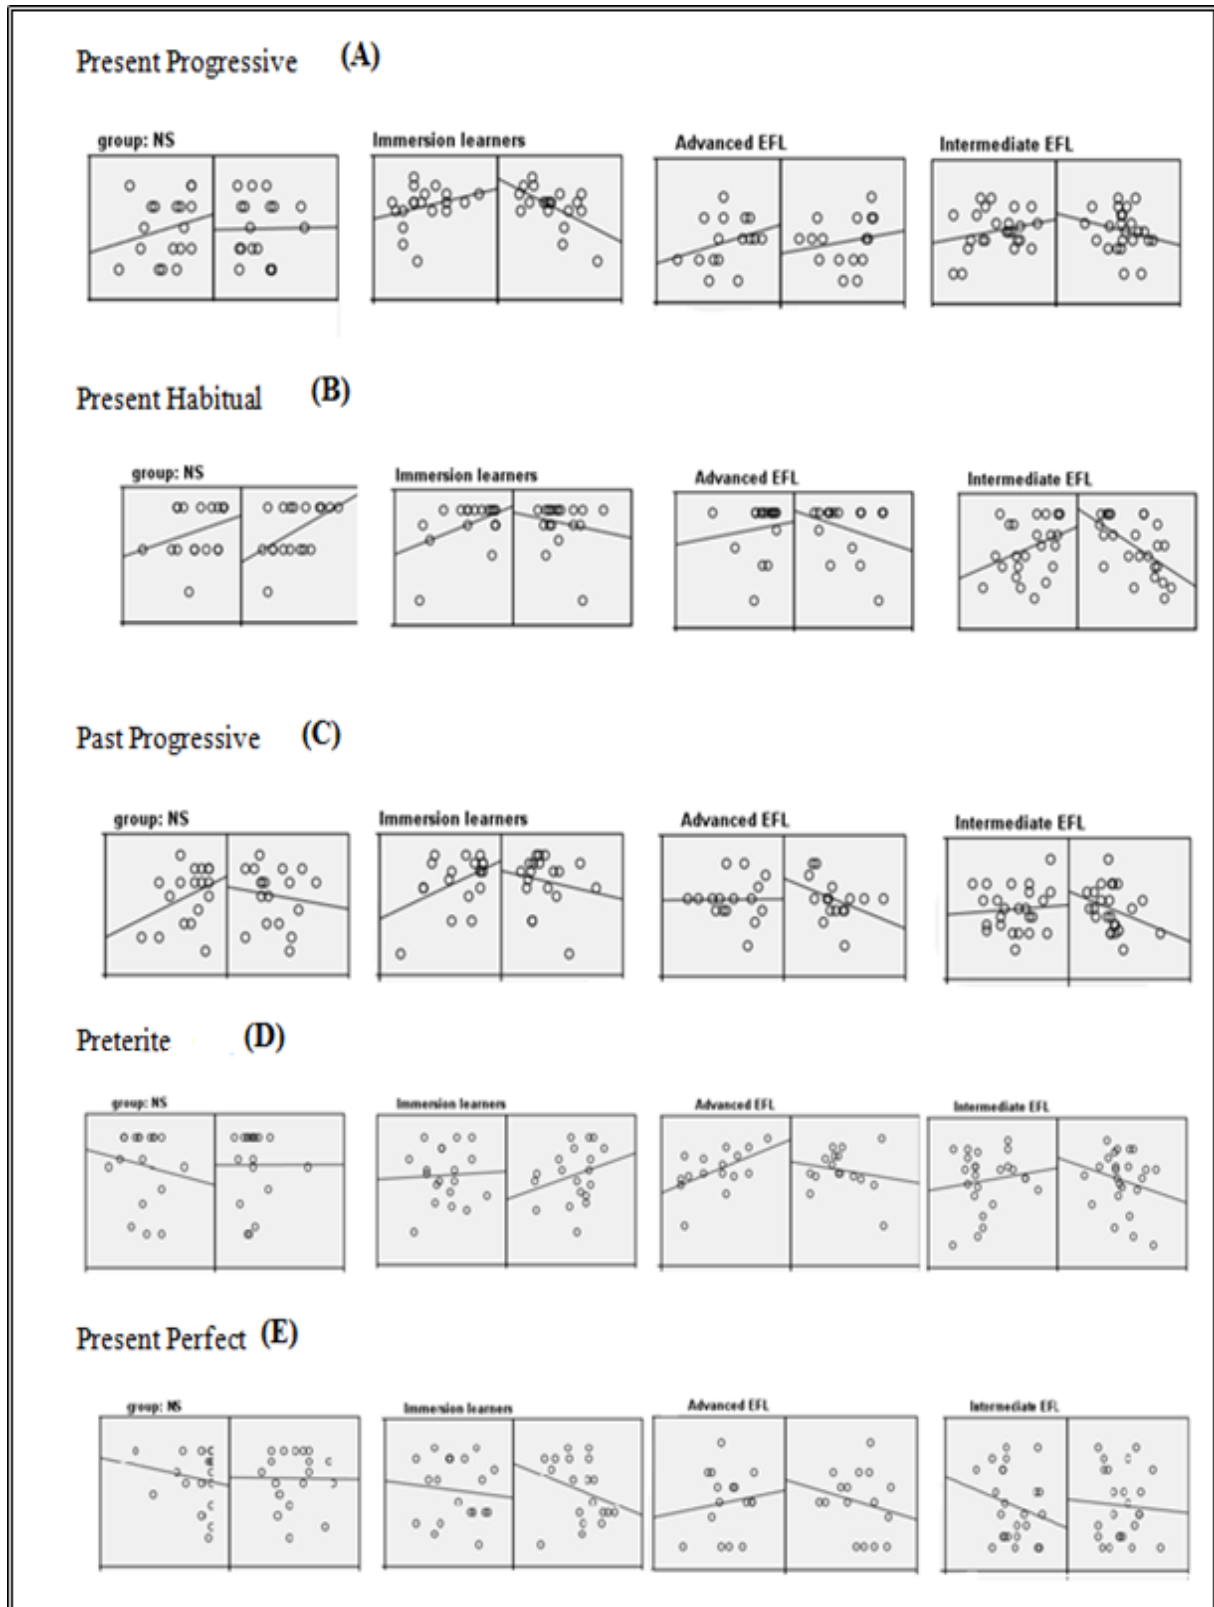 Present Progressive (A)
group: NS
Immersion learners
Advanced EFL
Intermediate EFL
Present Habitual (B)
group: NS
Immersion learners
Advanced EFL
Intermediate EFL
Past Progressive (C)
group: NS
Immersion learners
Advanced EFL
Intermediate EFL
Preterite (D)
group: NS
Immersion learners
Advanced EFL
Intermediate EFL
Present Perfect (E)
group: NS
Immersion learners
Advanced EFL
Intermediate EFL